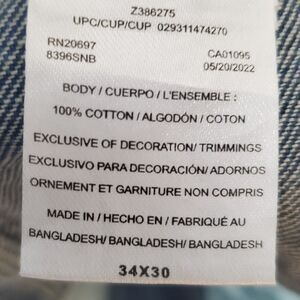 Z386275
UPC/CUP/CUP 029311474270
RN20697 CA01095
8396SNB 05/20/2022
BODY / CUERPO / L'ENSEMBLE :
100% COTTON / ALGODÓN / COTON
EXCLUSIVE OF DECORATION/ TRIMMINGS
EXCLUSIVO PARA DECORACIÓN/ ADORNOS
ORNEMENT ET GARNITURE NON COMPRIS
MADE IN / HECHO EN / FABRIQUÉ AU
BANGLADESH/ BANGLADESH/ BANGLADESH
34X30